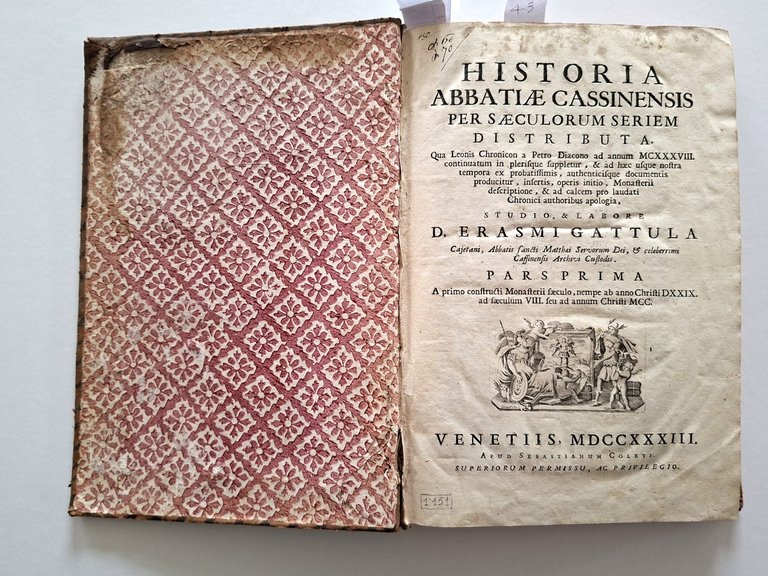 43
70
HISTORIA
ABBATIÆ CASSINENSIS
PER SÆCULORUM SERIEM
DISTRIBUTA.
Qua Leonis Chronicon a Petro Diacono ad annum MCXXXVIII.
continuatum in plerisque suppletur, & ad hæc usque nostra
tempora ex probatissimis, authenticisque documentis
producitur, insertis, operis initio, Monasterii
descriptione, & ad calcem pro laudati
Chronici authoribus apologia,
STUDIO, & LABORE
D. ERASMI GATTULA
Cajetani, Abbatis sancti Matthæi Servorum Dei, & celeberrimi
Cassinensis Archivi Custodis.
PARS PRIMA
A primo constructi Monasterii sæculo, nempe ab anno Christi DXXIX.
ad sæculum VIII. seu ad annum Christi MCC.
VENETIIS, MDCCXXXIII.
APUD SEBASTIANUM COLETI.
SUPERIORUM PERMISSU, AC PRIVILEGIO.
1151